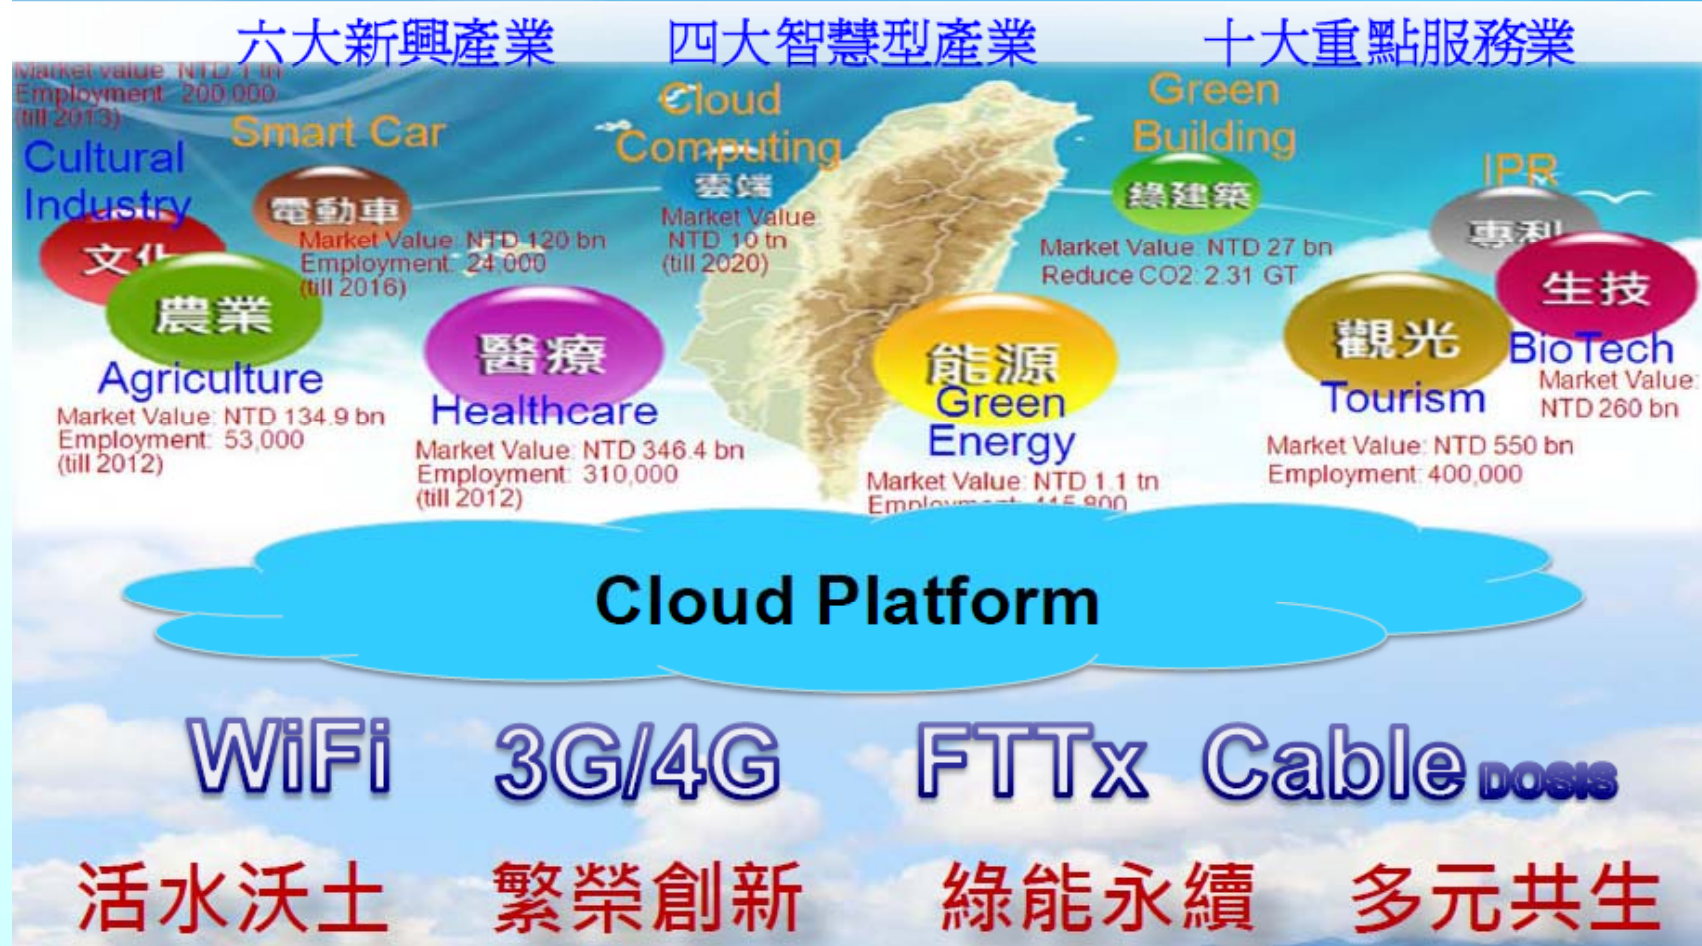 六大新興產業 四大智慧型產業 十大重點服務業
Market value NTD 1 tn
Employment 200,000
(till 2013)
Cultural
Industry
文化
Smart Car
電動車
Market Value: NTD 120 bn
Employment: 24,000
(till 2016)
Cloud
Computing
雲端
Market Value
NTD 10 tn
(till 2020)
Green
Building
綠建築
Market Value: NTD 27 bn
Reduce CO2: 2.31 GT
IPR
專利
農業
Agriculture
Market Value: NTD 134.9 bn
Employment: 53,000
(till 2012)
醫療
Healthcare
Market Value: NTD 346.4 bn
Employment: 310,000
(till 2012)
能源
Green
Energy
Market Value: NTD 1.1 tn
Employment: 415,800
觀光
Tourism
Market Value: NTD 550 bn
Employment: 400,000
生技
BioTech
Market Value:
NTD 260 bn
Cloud Platform
WiFi 3G/4G FTTx Cable DOSIS
活水沃土 繁榮創新 綠能永續 多元共生